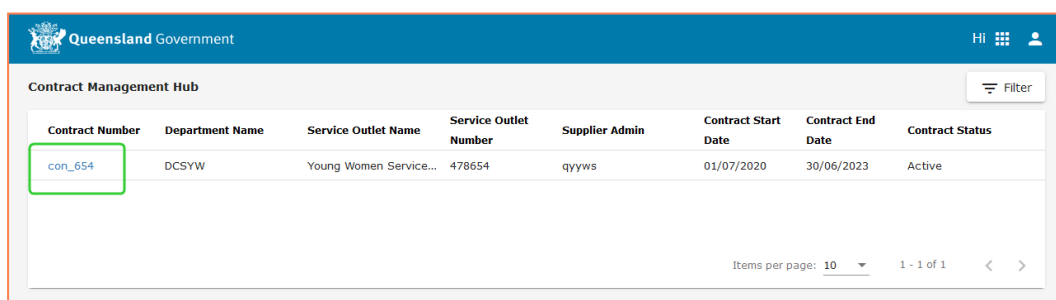 Queensland Government
Hi
Contract Management Hub
Filter
Contract Number Department Name Service Outlet Name Service Outlet Number Supplier Admin Contract Start Date Contract End Date Contract Status
con_654 DCSYW Young Women Service... 478654 qyyws 01/07/2020 30/06/2023 Active
Items per page: 10 1 - 1 of 1